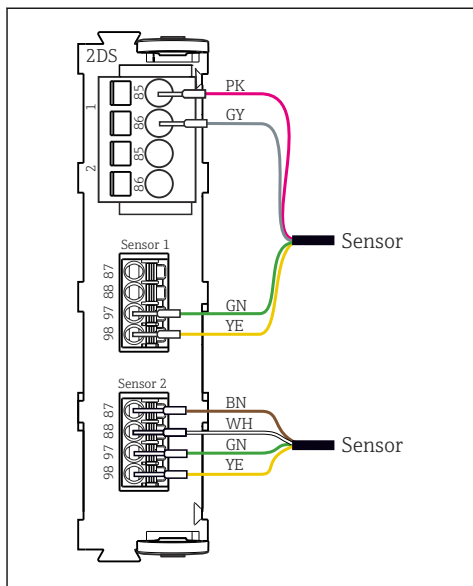 2DS
1
85
PK
86
GY
2
85
86
Sensor
Sensor 1
87
88
97
GN
98
YE
Sensor 2
87
BN
88
WH
97
GN
Sensor
98
YE